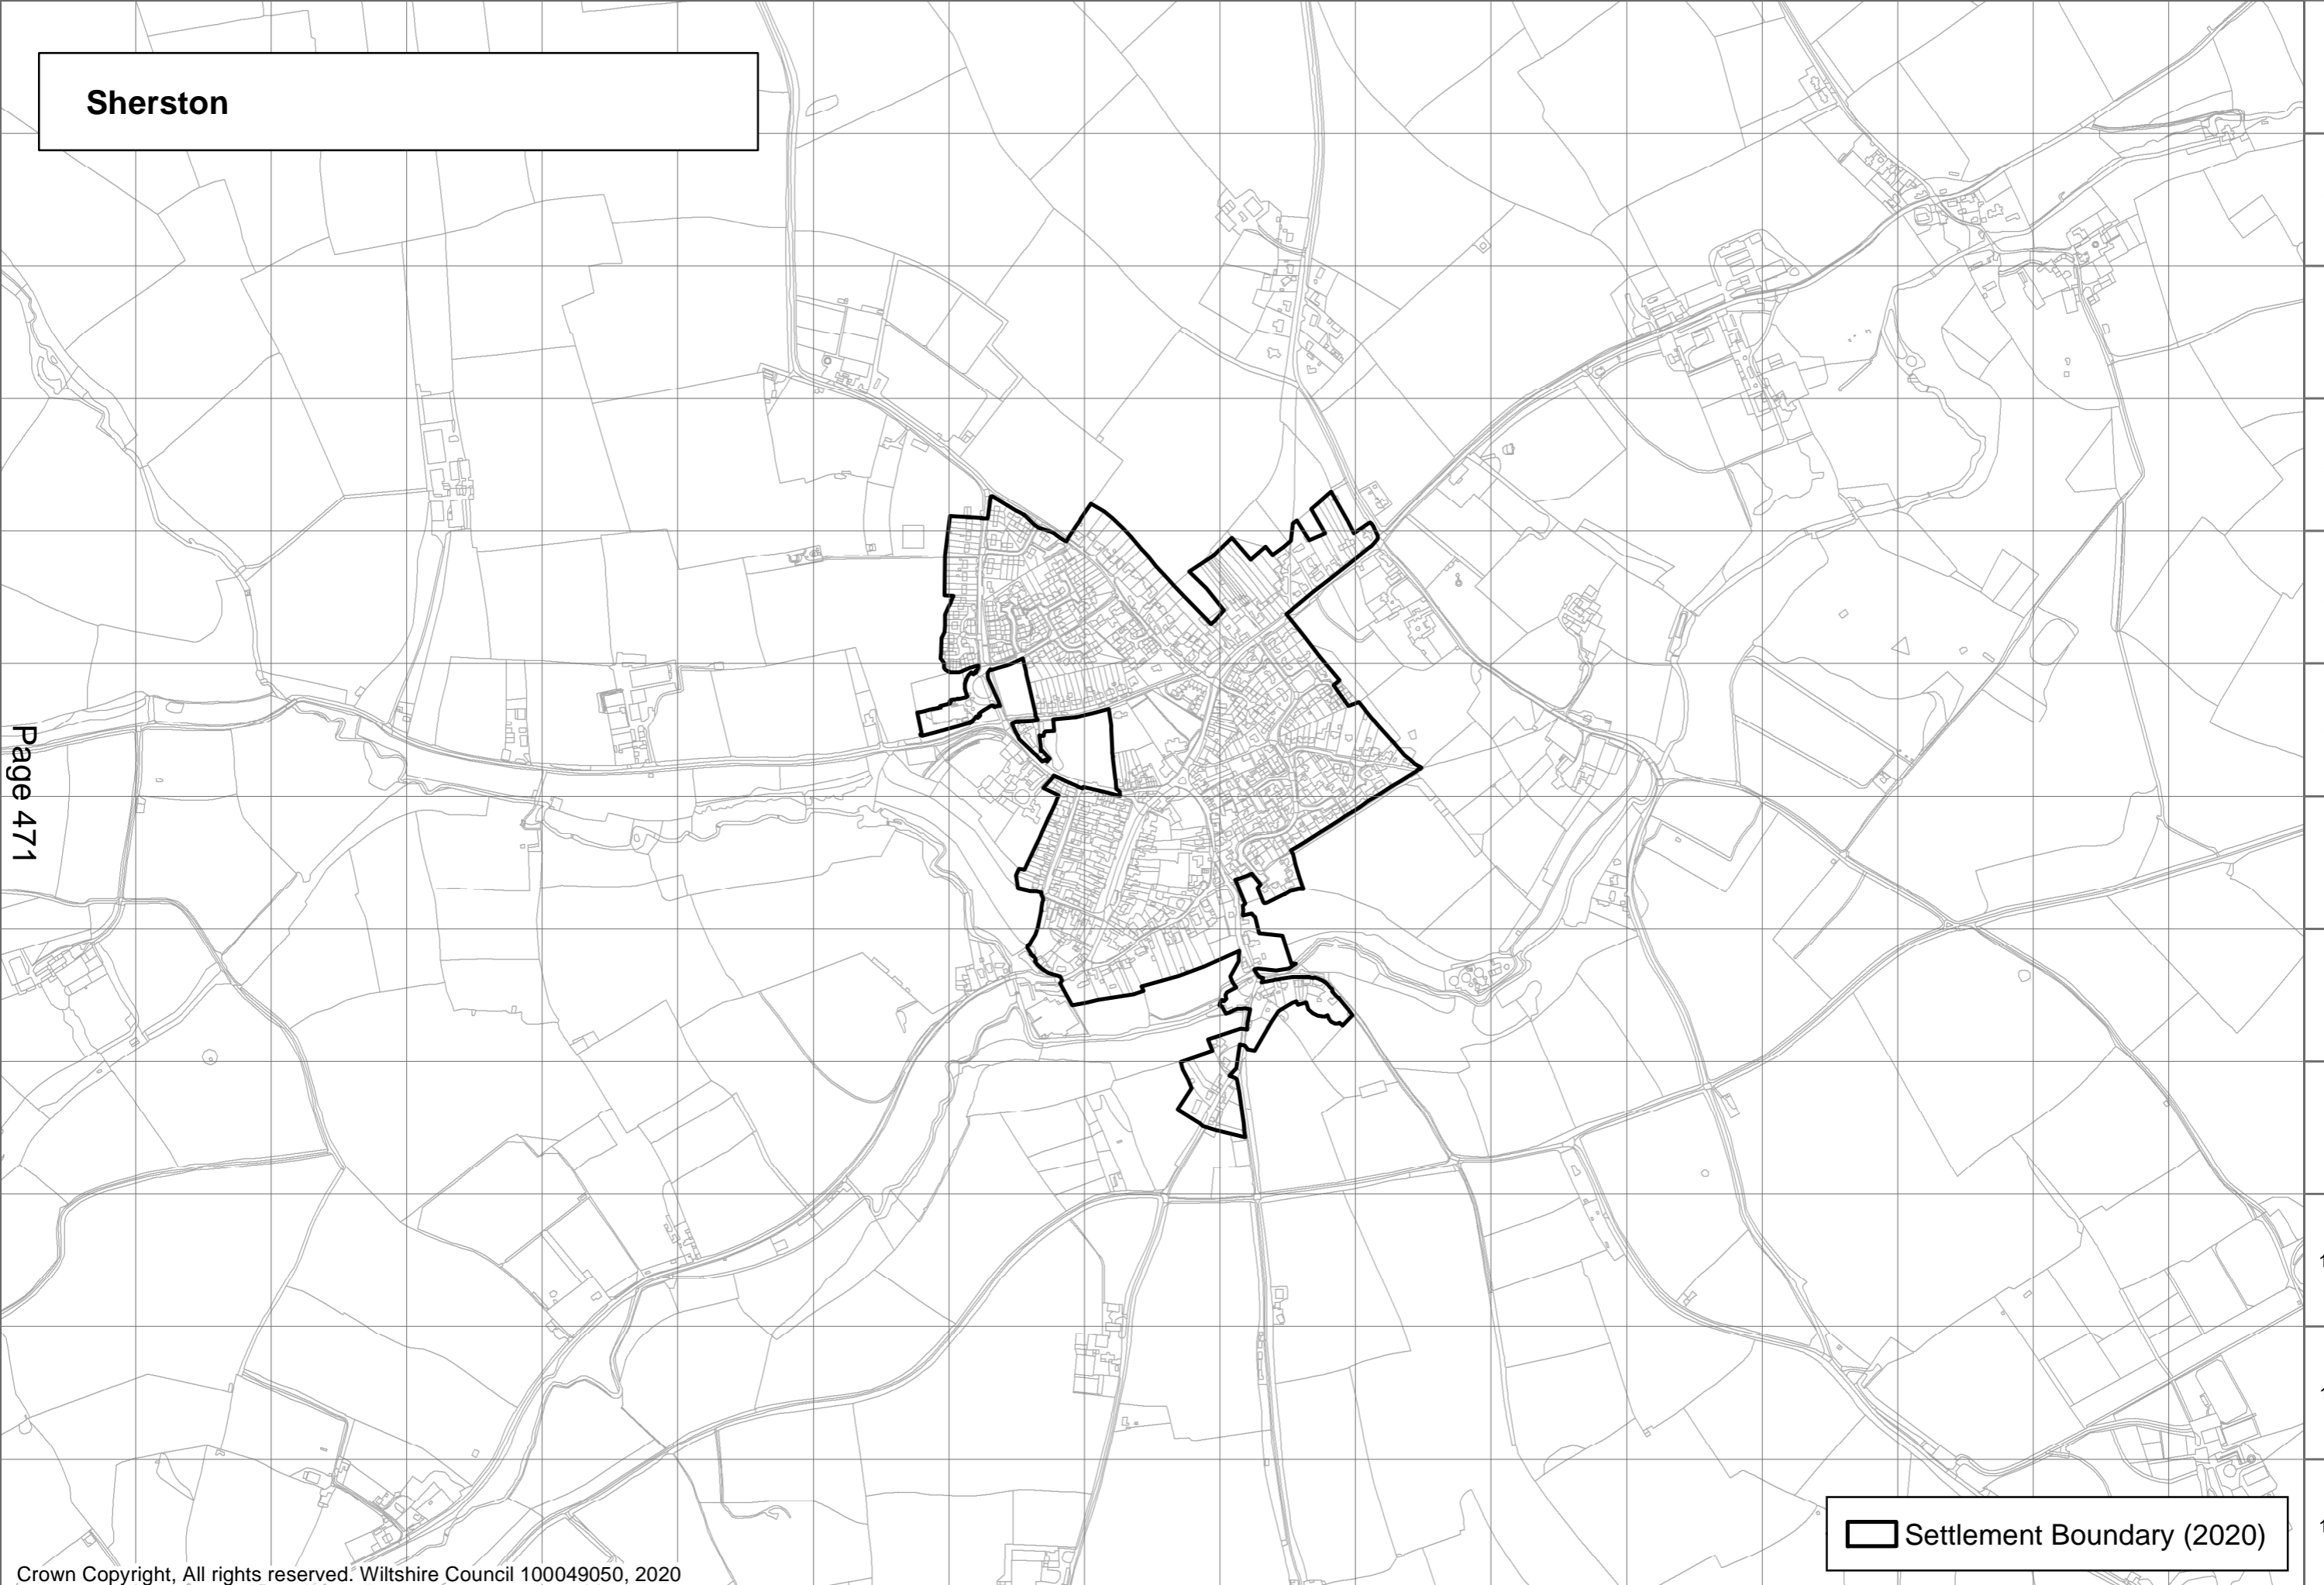 Sherston
Page 471
Settlement Boundary (2020)
Crown Copyright, All rights reserved. Wiltshire Council 100049050, 2020